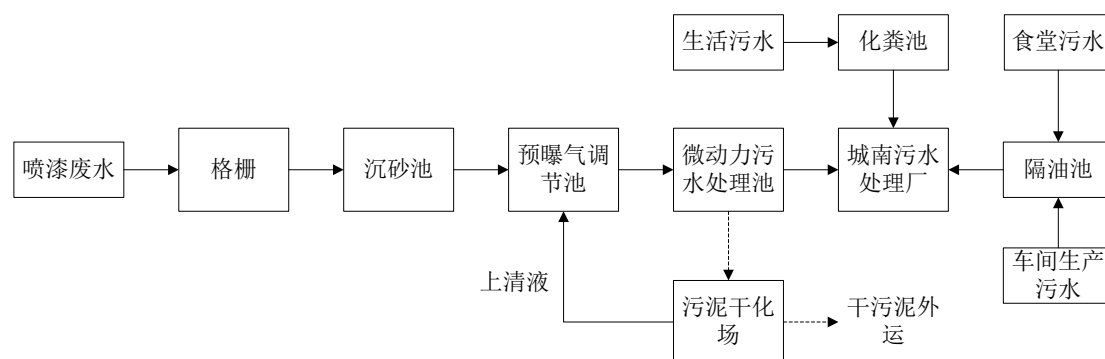 生活污水
化粪池
食堂污水
喷漆废水
格栅
沉砂池
预曝气调
节池
微动力污
水处理池
城南污水
处理厂
隔油池
上清液
污泥干化
场
干污泥外
运
车间生产
污水